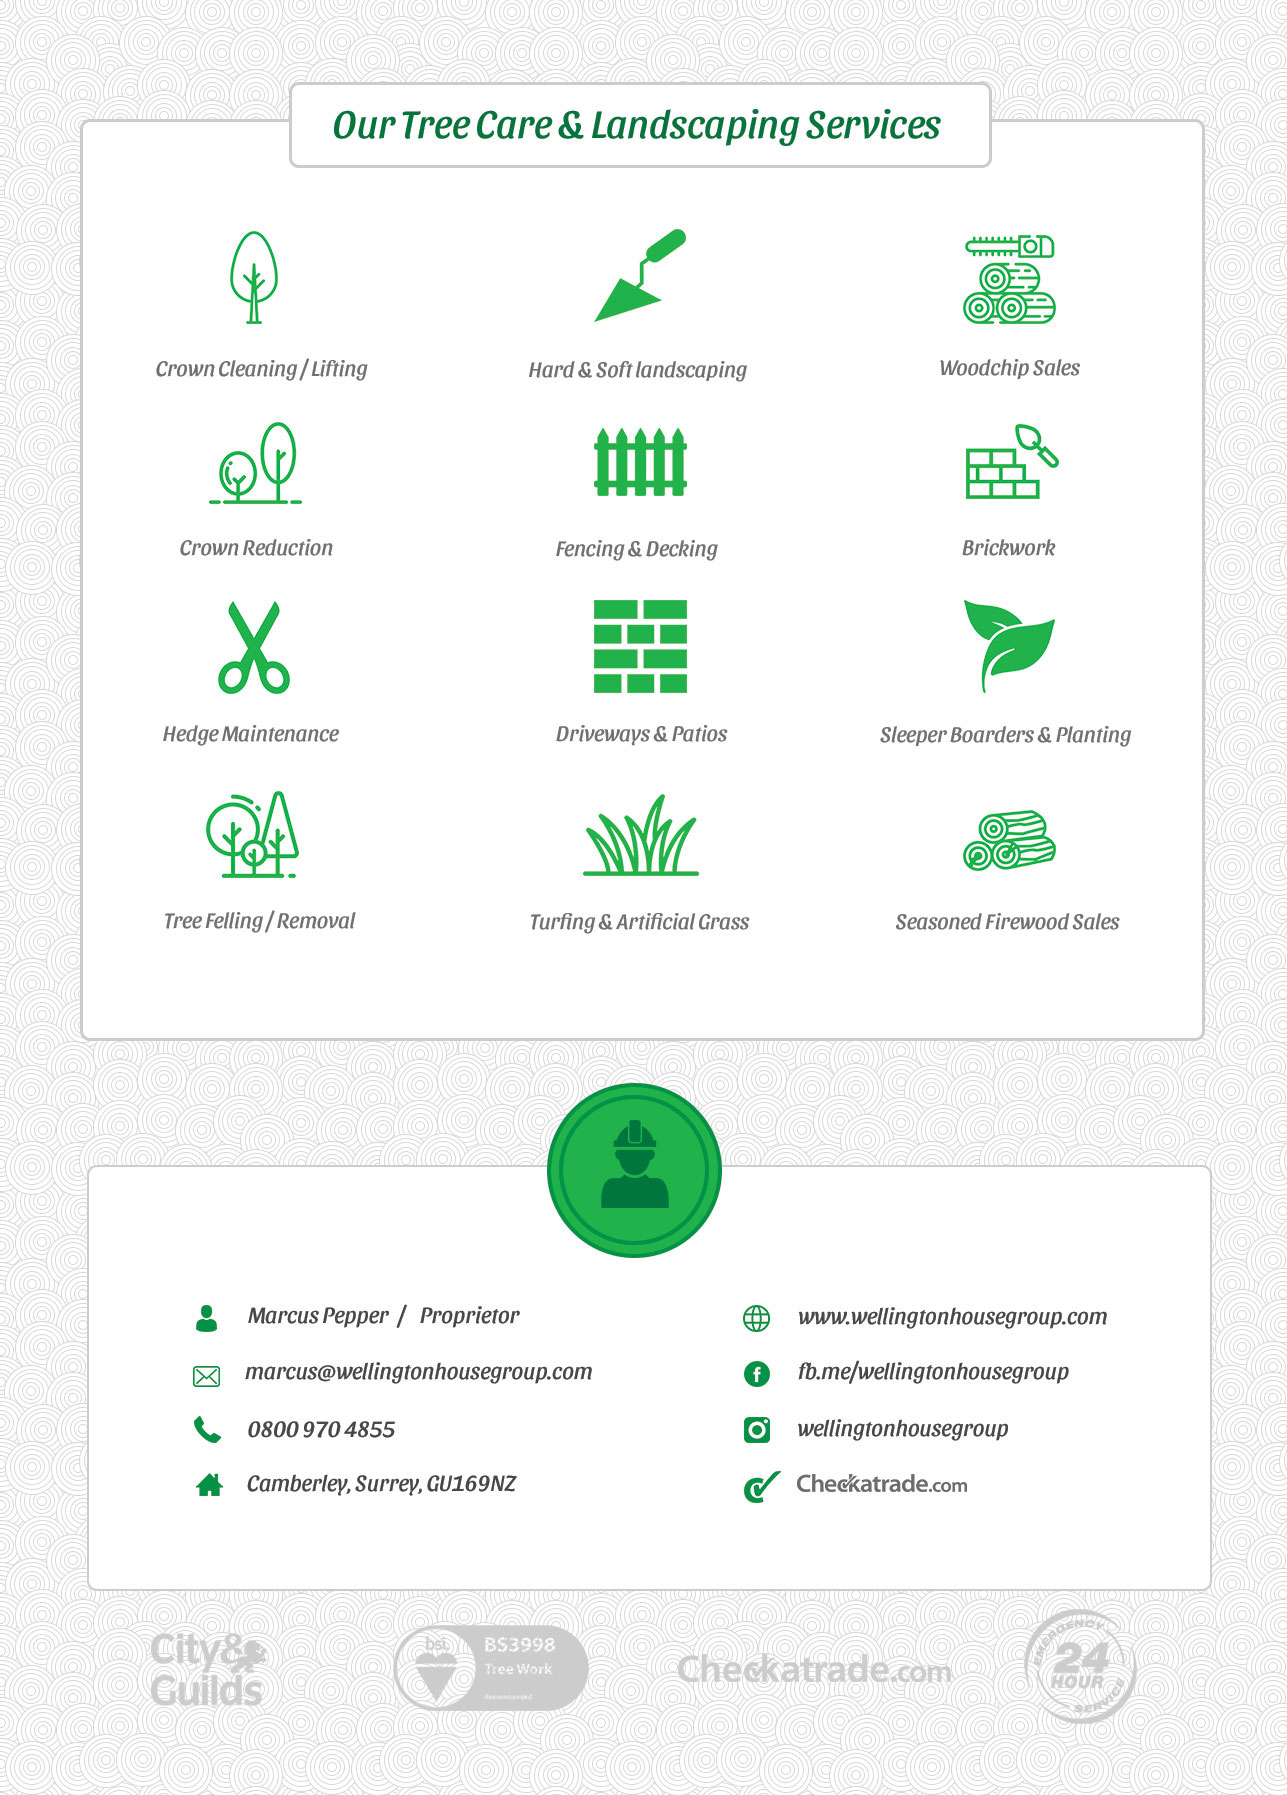 Our Tree Care & Landscaping Services
Crown Cleaning / Lifting
Hard & Soft landscaping
Woodchip Sales
Crown Reduction
Fencing & Decking
Brickwork
Hedge Maintenance
Driveways & Patios
Sleeper Boarders & Planting
Tree Felling / Removal
Turfing & Artificial Grass
Seasoned Firewood Sales
Marcus Pepper / Proprietor
marcus@wellingtonhousegroup.com
0800 970 4855
Camberley, Surrey, GU169NZ
www.wellingtonhousegroup.com
fb.me/wellingtonhousegroup
wellingtonhousegroup
Checkatrade.com
City&
Guilds
bsi.
BS3998
Tree Work
Recommended
Checkatrade.com
EMERGENCY
24
HOUR
SERVICE